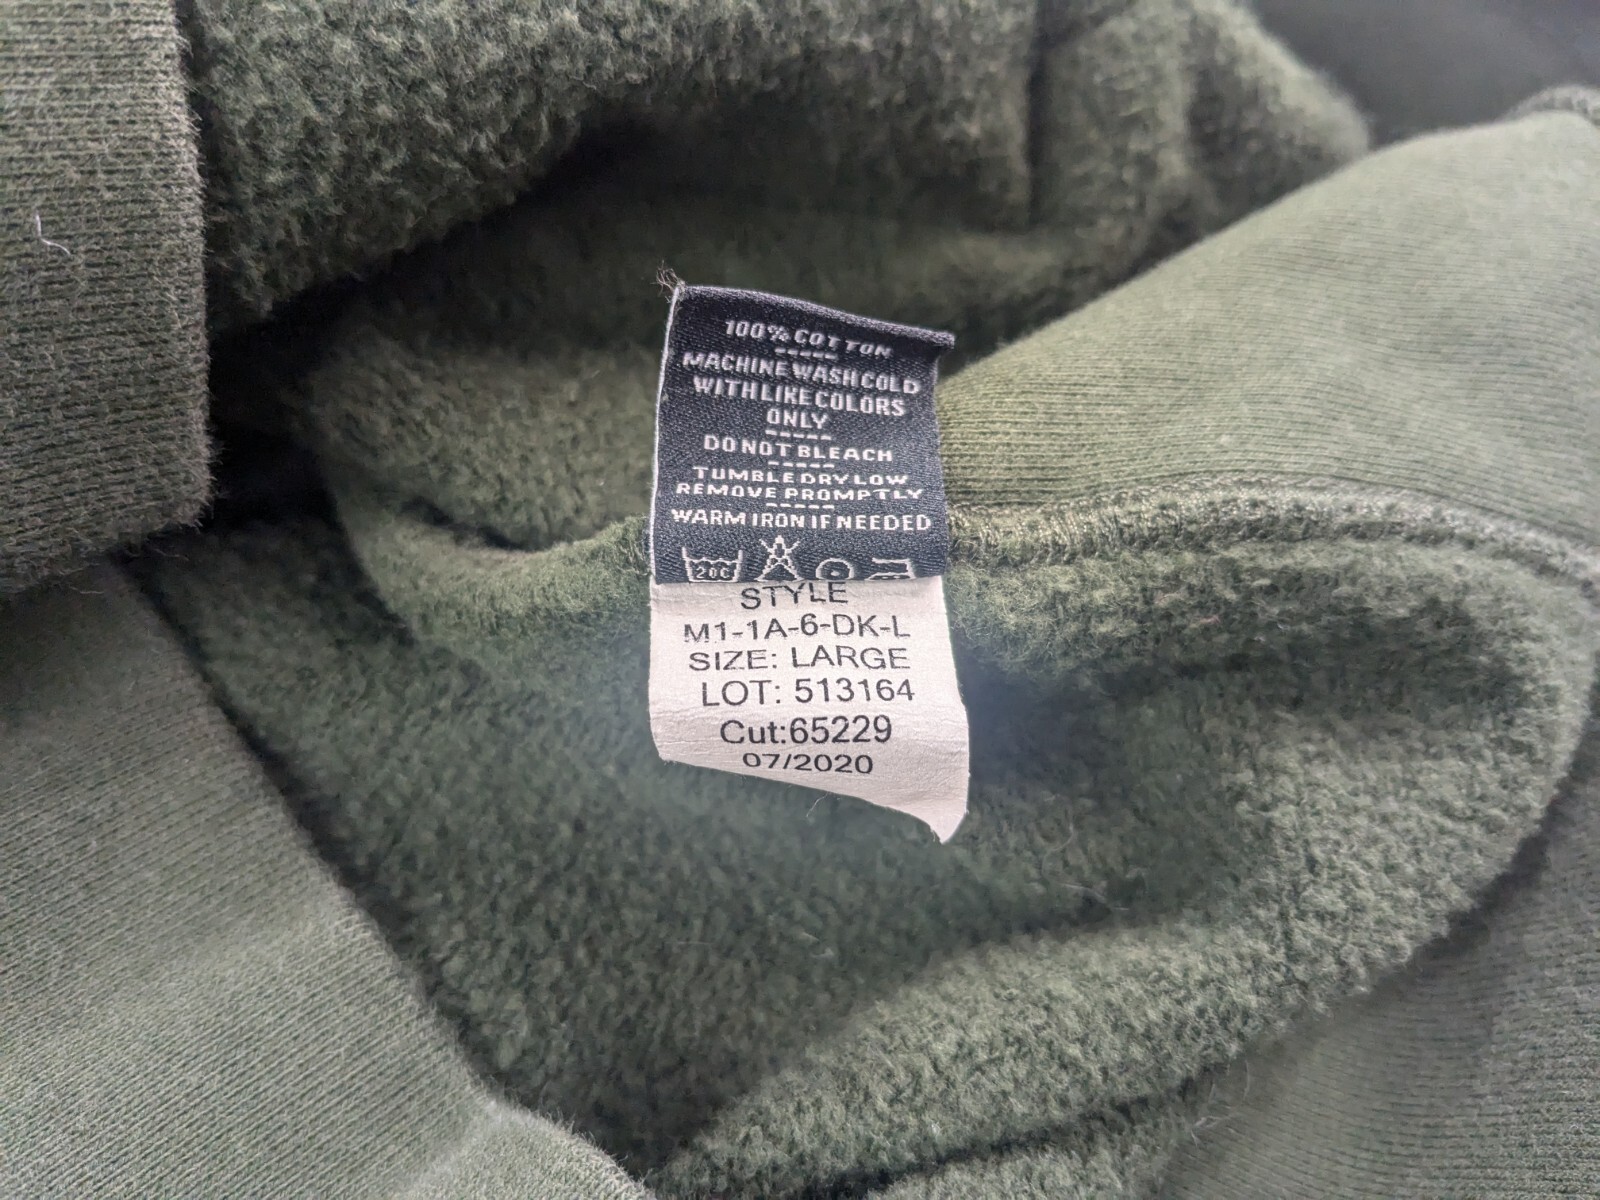 100% COTTON
-----
MACHINE WASH COLD
WITH LIKE COLORS
ONLY
-----
DO NOT BLEACH
-----
TUMBLE DRY LOW
REMOVE PROMPTLY
-----
WARM IRON IF NEEDED
20C
STYLE
M1-1A-6-DK-L
SIZE: LARGE
LOT: 513164
Cut:65229
07/2020